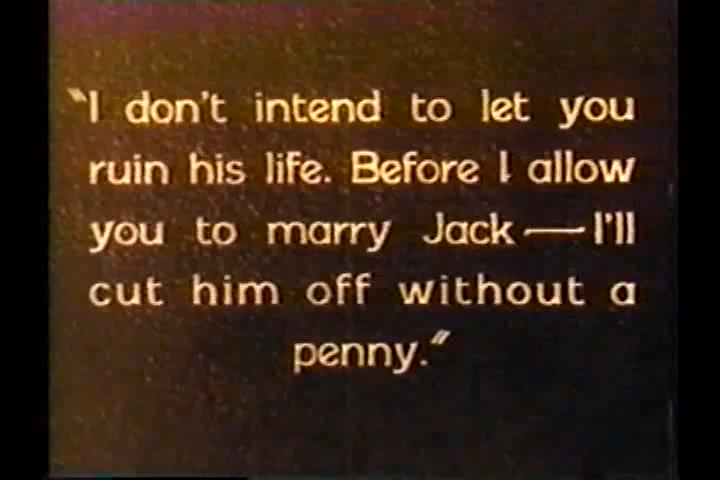 "I don't intend to let you
ruin his life. Before I allow
you to marry Jack—I'll
cut him off without a
penny."